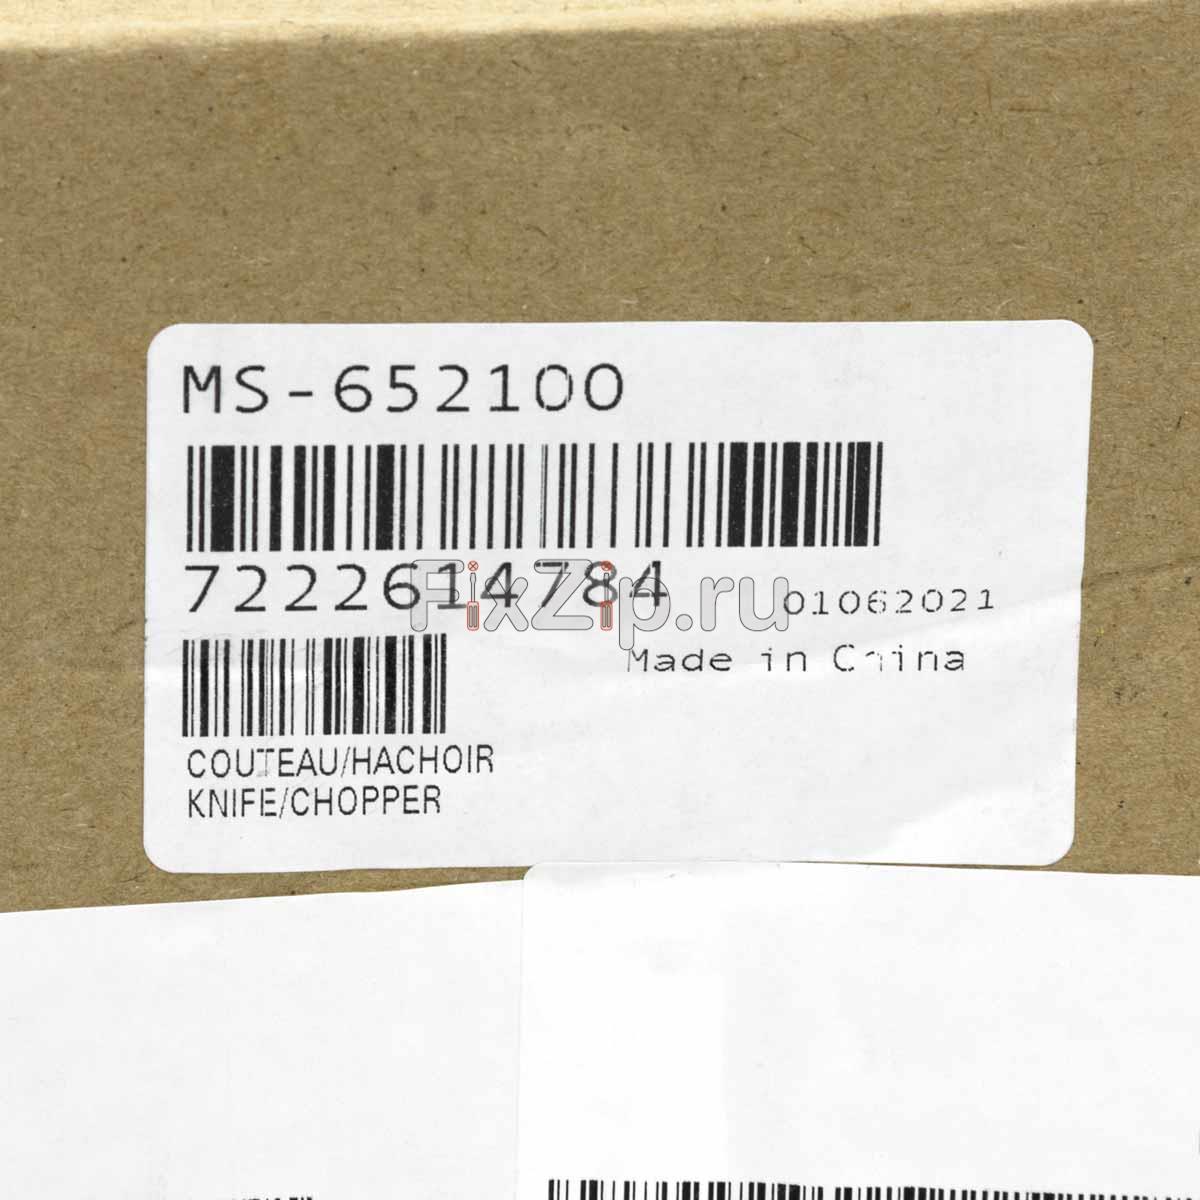 MS-652100
7222614784
01062021
FixZip.ru
Made in China
COUTEAU/HACHOIR
KNIFE/CHOPPER